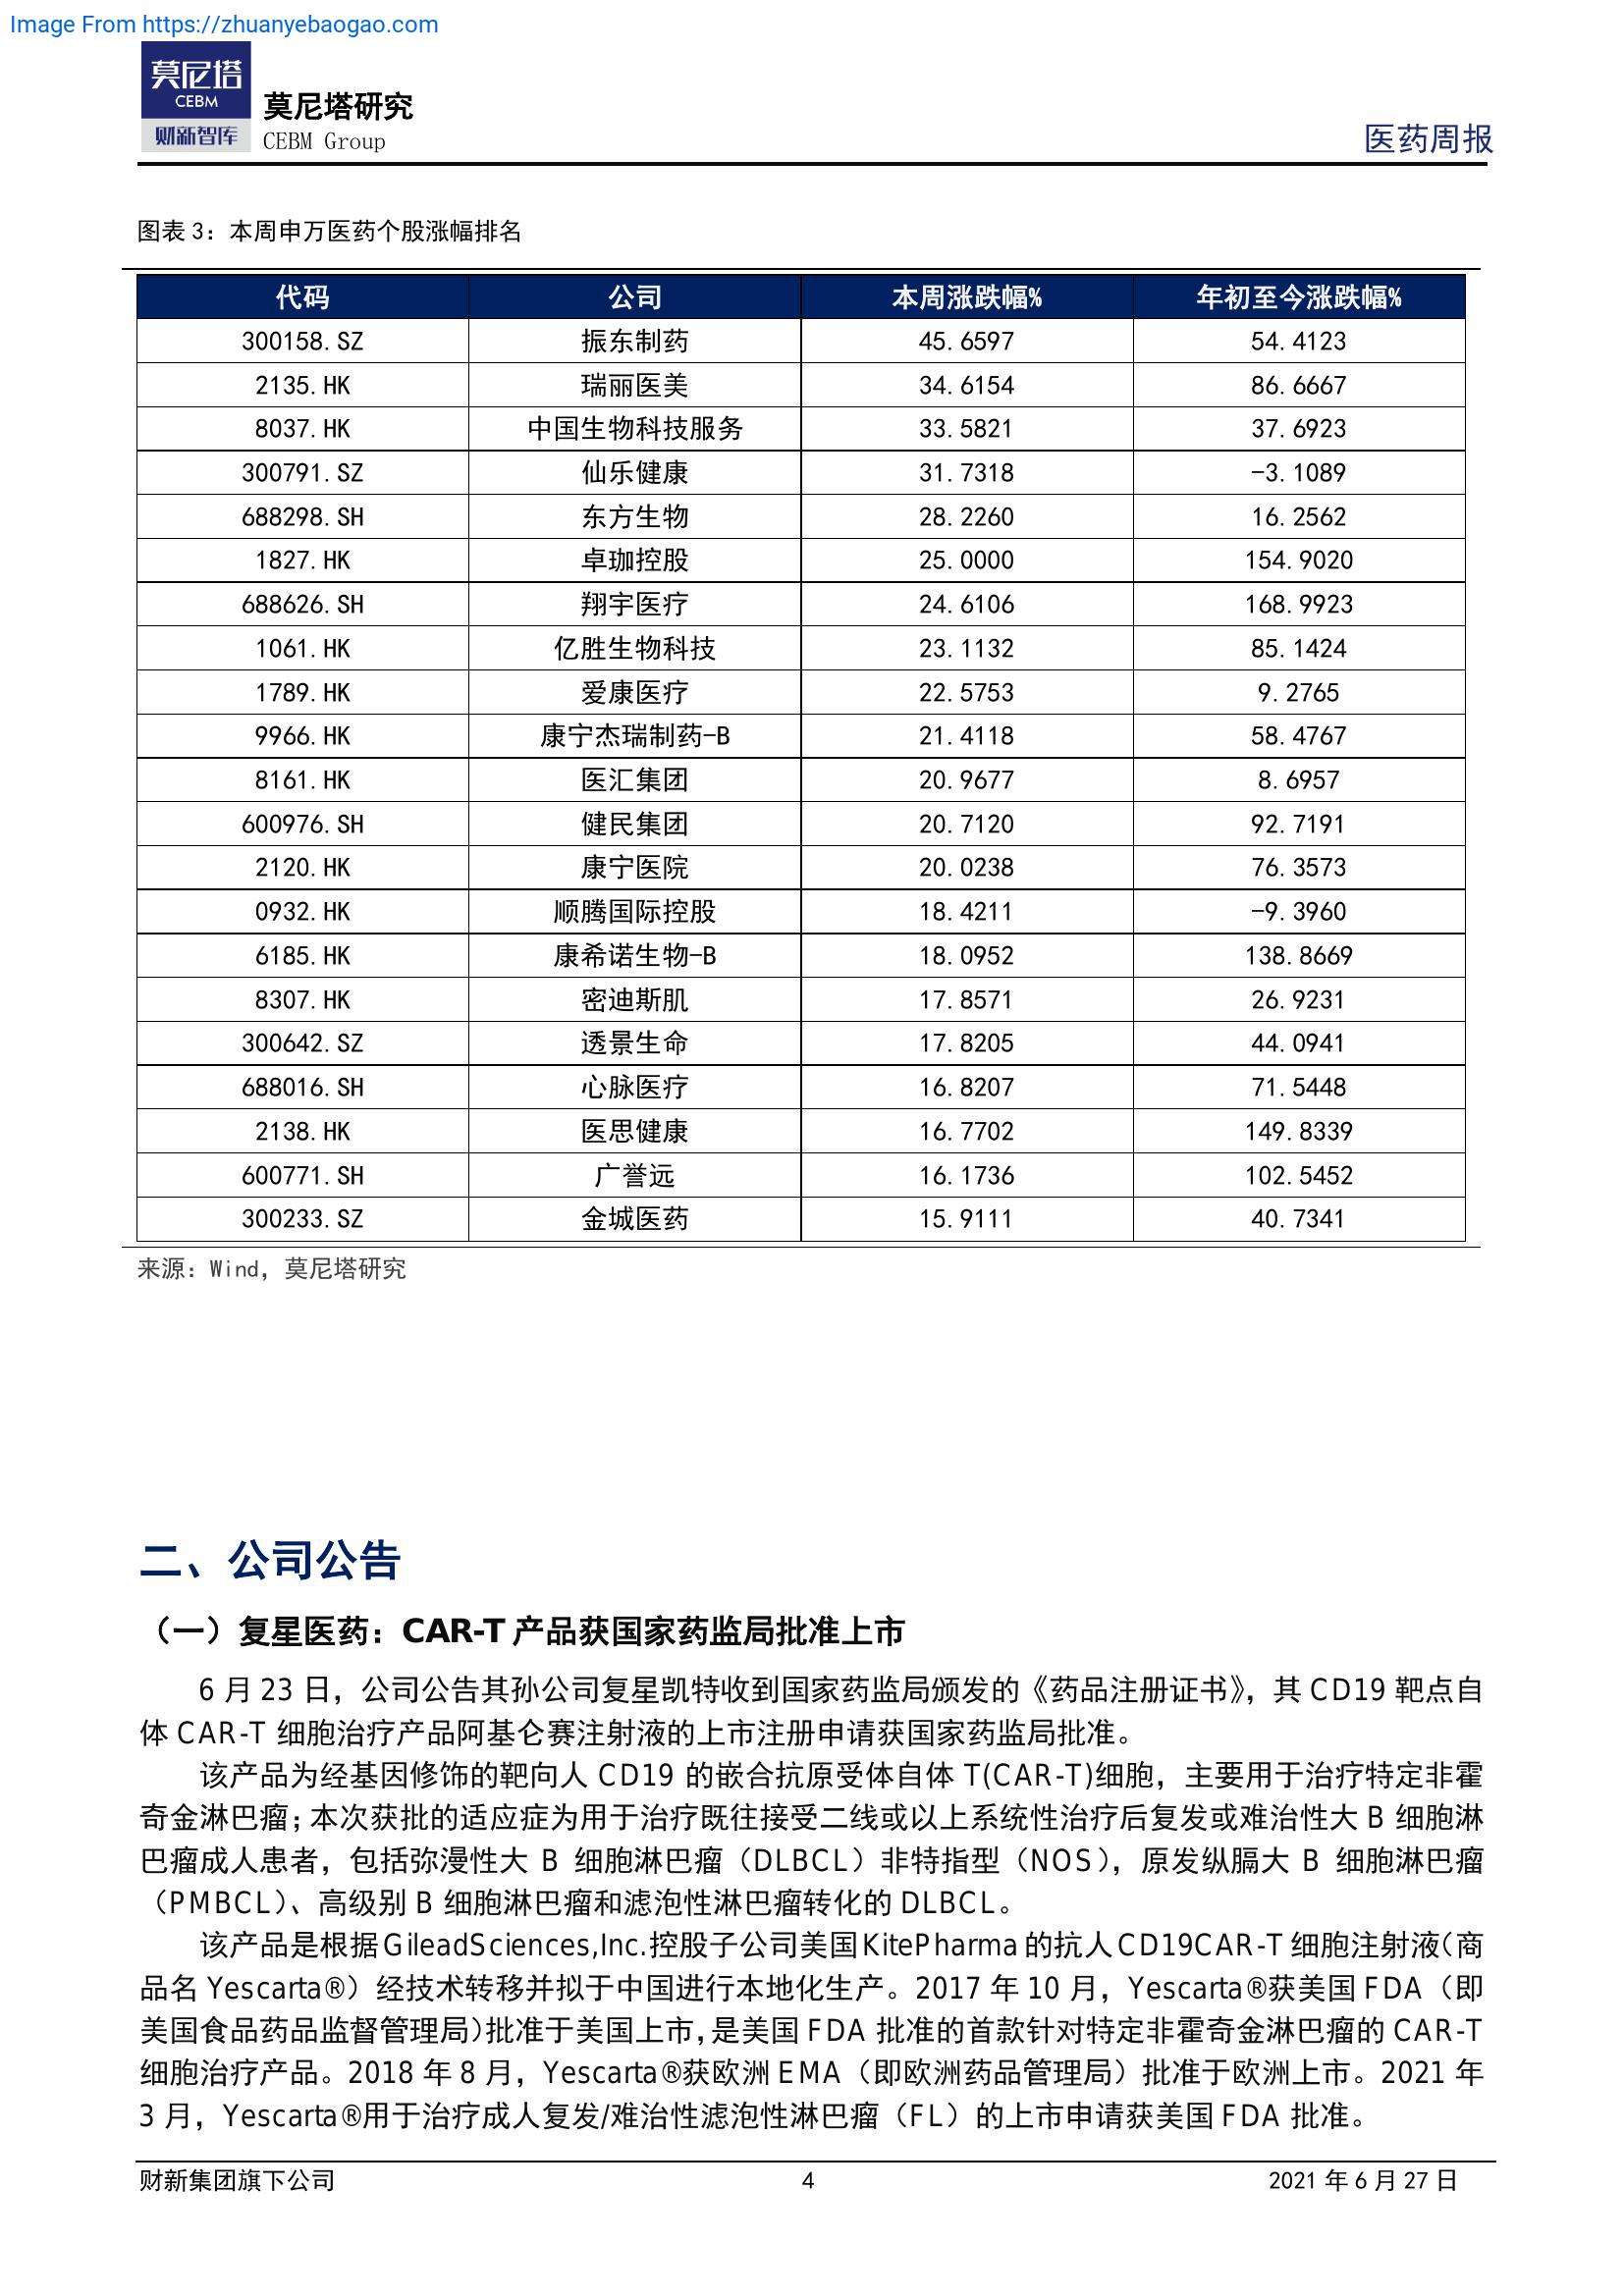 Image From https://zhuanyebaogao.com
莫尼塔
CEBM
财新智库
莫尼塔研究
CEBM Group
医药周报
图表 3：本周申万医药个股涨幅排名
代码 公司 本周涨跌幅% 年初至今涨跌幅%
300158.SZ 振东制药 45.6597 54.4123
2135.HK 瑞丽医美 34.6154 86.6667
8037.HK 中国生物科技服务 33.5821 37.6923
300791.SZ 仙乐健康 31.7318 -3.1089
688298.SH 东方生物 28.2260 16.2562
1827.HK 卓珈控股 25.0000 154.9020
688626.SH 翔宇医疗 24.6106 168.9923
1061.HK 亿胜生物科技 23.1132 85.1424
1789.HK 爱康医疗 22.5753 9.2765
9966.HK 康宁杰瑞制药-B 21.4118 58.4767
8161.HK 医汇集团 20.9677 8.6957
600976.SH 健民集团 20.7120 92.7191
2120.HK 康宁医院 20.0238 76.3573
0932.HK 顺腾国际控股 18.4211 -9.3960
6185.HK 康希诺生物-B 18.0952 138.8669
8307.HK 密迪斯肌 17.8571 26.9231
300642.SZ 透景生命 17.8205 44.0941
688016.SH 心脉医疗 16.8207 71.5448
2138.HK 医思健康 16.7702 149.8339
600771.SH 广誉远 16.1736 102.5452
300233.SZ 金城医药 15.9111 40.7341
来源：Wind，莫尼塔研究
二、公司公告
（一）复星医药：CAR-T 产品获国家药监局批准上市
6 月 23 日，公司公告其孙公司复星凯特收到国家药监局颁发的《药品注册证书》，其 CD19 靶点自
体 CAR-T 细胞治疗产品阿基仑赛注射液的上市注册申请获国家药监局批准。
该产品为经基因修饰的靶向人 CD19 的嵌合抗原受体自体 T(CAR-T)细胞，主要用于治疗特定非霍
奇金淋巴瘤；本次获批的适应症为用于治疗既往接受二线或以上系统性治疗后复发或难治性大 B 细胞淋
巴瘤成人患者，包括弥漫性大 B 细胞淋巴瘤（DLBCL）非特指型（NOS），原发纵膈大 B 细胞淋巴瘤
（PMBCL）、高级别 B 细胞淋巴瘤和滤泡性淋巴瘤转化的 DLBCL。
该产品是根据GileadSciences,Inc.控股子公司美国KitePharma的抗人CD19CAR-T细胞注射液（商
品名 Yescarta®）经技术转移并拟于中国进行本地化生产。2017 年 10 月，Yescarta®获美国 FDA（即
美国食品药品监督管理局）批准于美国上市，是美国 FDA 批准的首款针对特定非霍奇金淋巴瘤的 CAR-T
细胞治疗产品。2018 年 8 月，Yescarta®获欧洲 EMA（即欧洲药品管理局）批准于欧洲上市。2021 年
3 月，Yescarta®用于治疗成人复发/难治性滤泡性淋巴瘤（FL）的上市申请获美国 FDA 批准。
财新集团旗下公司 4 2021 年 6 月 27 日